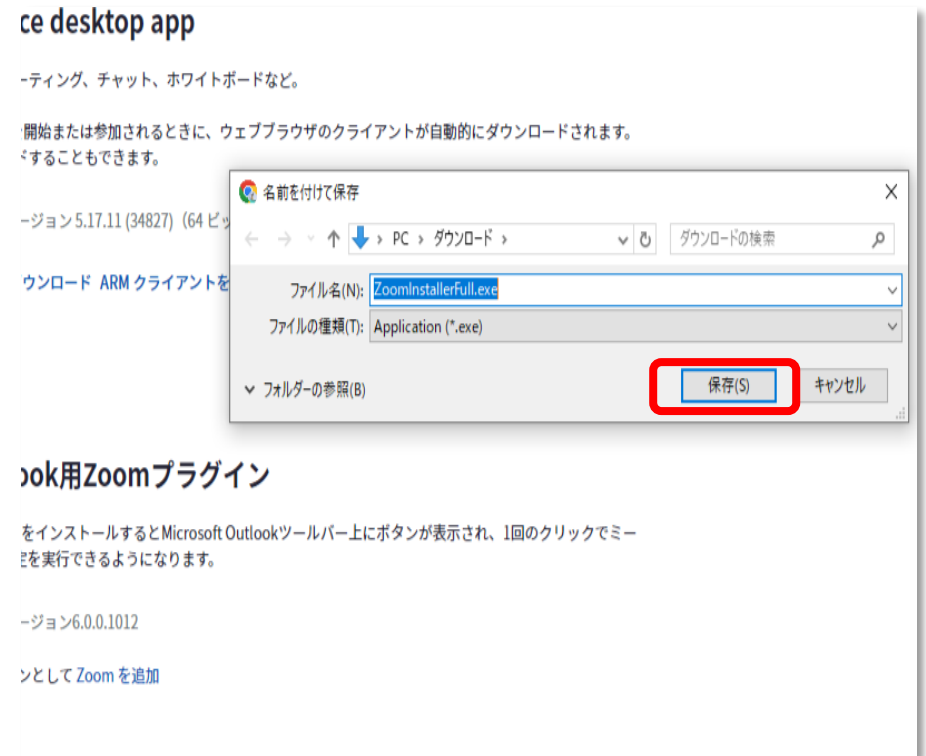 ce desktop app
ーティング、チャット、ホワイトボードなど。
開始または参加されるときに、ウェブブラウザのクライアントが自動的にダウンロードされます。
ドすることもできます。
名前を付けて保存
ージョン 5.17.11 (34827)（64 ビッ
PC › ダウンロード ›
ダウンロードの検索
ウンロード ARM クライアントを
ファイル名(N): ZoomInstallerFull.exe
ファイルの種類(T): Application (*.exe)
フォルダーの参照(B)
保存(S)
キャンセル
ook用Zoomプラグイン
をインストールするとMicrosoft Outlookツールバー上にボタンが表示され、1回のクリックでミー
定を実行できるようになります。
ージョン6.0.0.1012
ンとして Zoom を追加